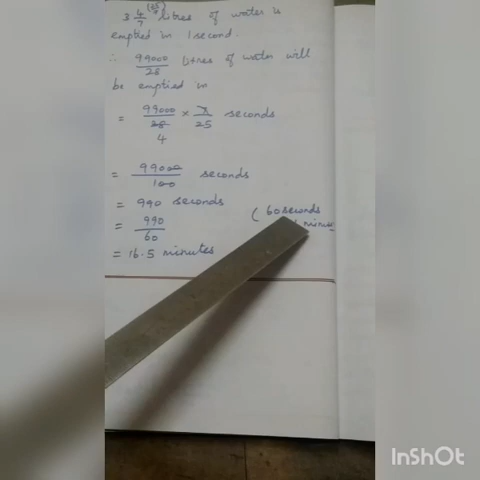 3 4/7 (25/7) litres of water is
emptied in 1 second.
∴ 99000/28 litres of water will
be emptied in
= 99000/28 × 7/25 seconds
4
= 99000/100 seconds
= 990 seconds
= 990/60 (60 seconds
minute
= 16.5 minutes
InShOt